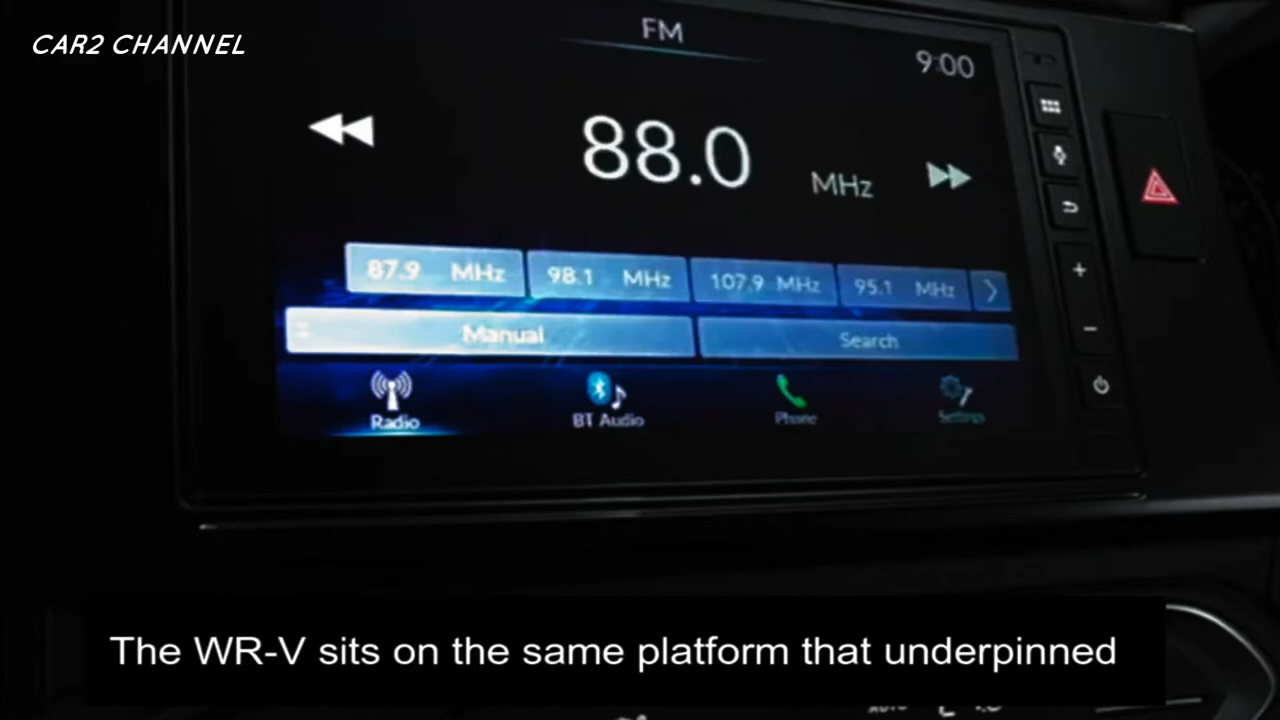 CAR2 CHANNEL
FM
9:00
88.0 MHz
87.9 MHz 98.1 MHz 107.9 MHz 95.1 MHz
Manual Search
Radio BT Audio Phone Settings
The WR-V sits on the same platform that underpinned